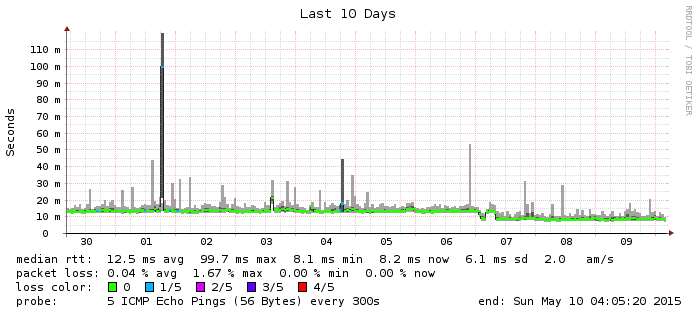 Last 10 Days
RRDTOOL / TOBI OETIKER
Seconds
110 m
100 m
90 m
80 m
70 m
60 m
50 m
40 m
30 m
20 m
10 m
0
30 01 02 03 04 05 06 07 08 09
median rtt: 12.5 ms avg 99.7 ms max 8.1 ms min 8.2 ms now 6.1 ms sd 2.0 am/s
packet loss: 0.04 % avg 1.67 % max 0.00 % min 0.00 % now
loss color: 0 1/5 2/5 3/5 4/5
probe: 5 ICMP Echo Pings (56 Bytes) every 300s end: Sun May 10 04:05:20 2015